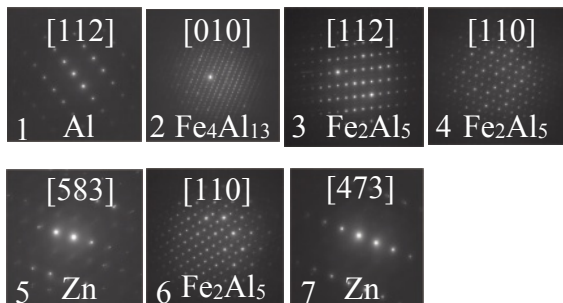 [112]
1 Al
[010]
2 Fe4Al13
[112]
3 Fe2Al5
[110]
4 Fe2Al5
[583]
5 Zn
[110]
6 Fe2Al5
[473]
7 Zn